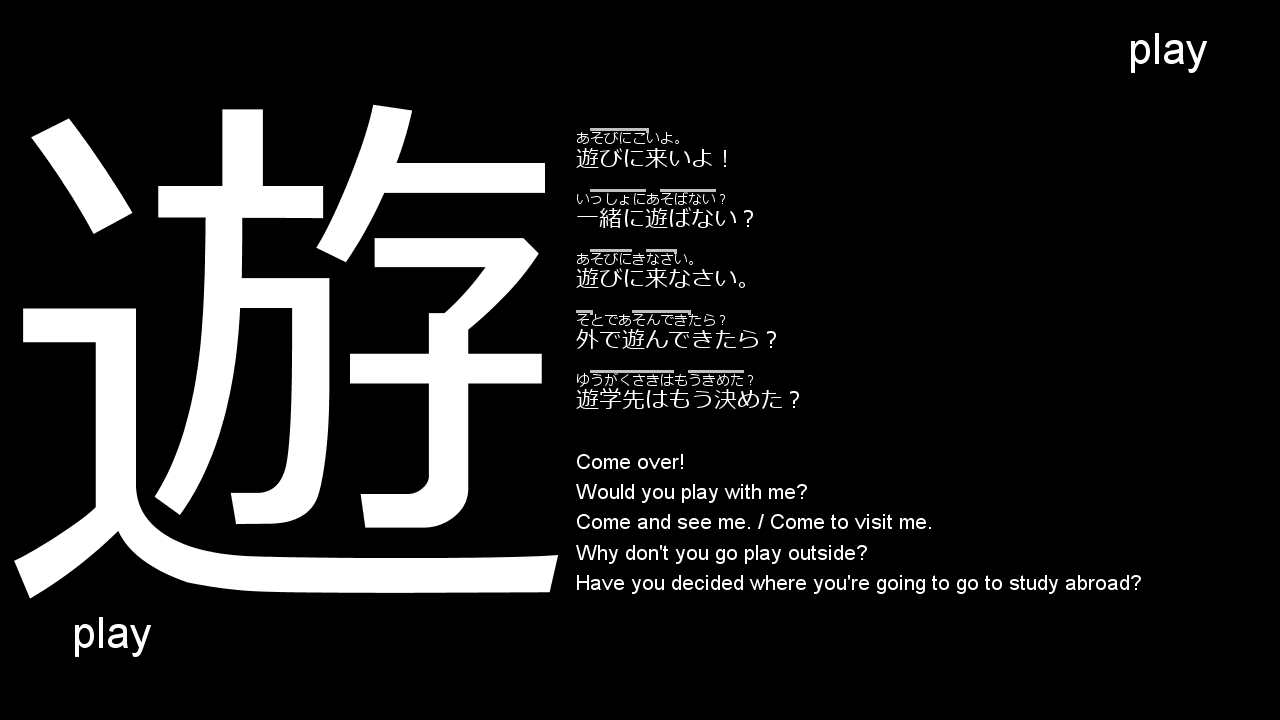 play
遊
あそびにこいよ。
遊びに来いよ！
いっしょにあそばない？
一緒に遊ばない？
あそびにきなさい。
遊びに来なさい。
そとであそんできたら？
外で遊んできたら？
ゆうがくさきはもうきめた？
遊学先はもう決めた？
Come over!
Would you play with me?
Come and see me. / Come to visit me.
Why don't you go play outside?
Have you decided where you're going to go to study abroad?
play